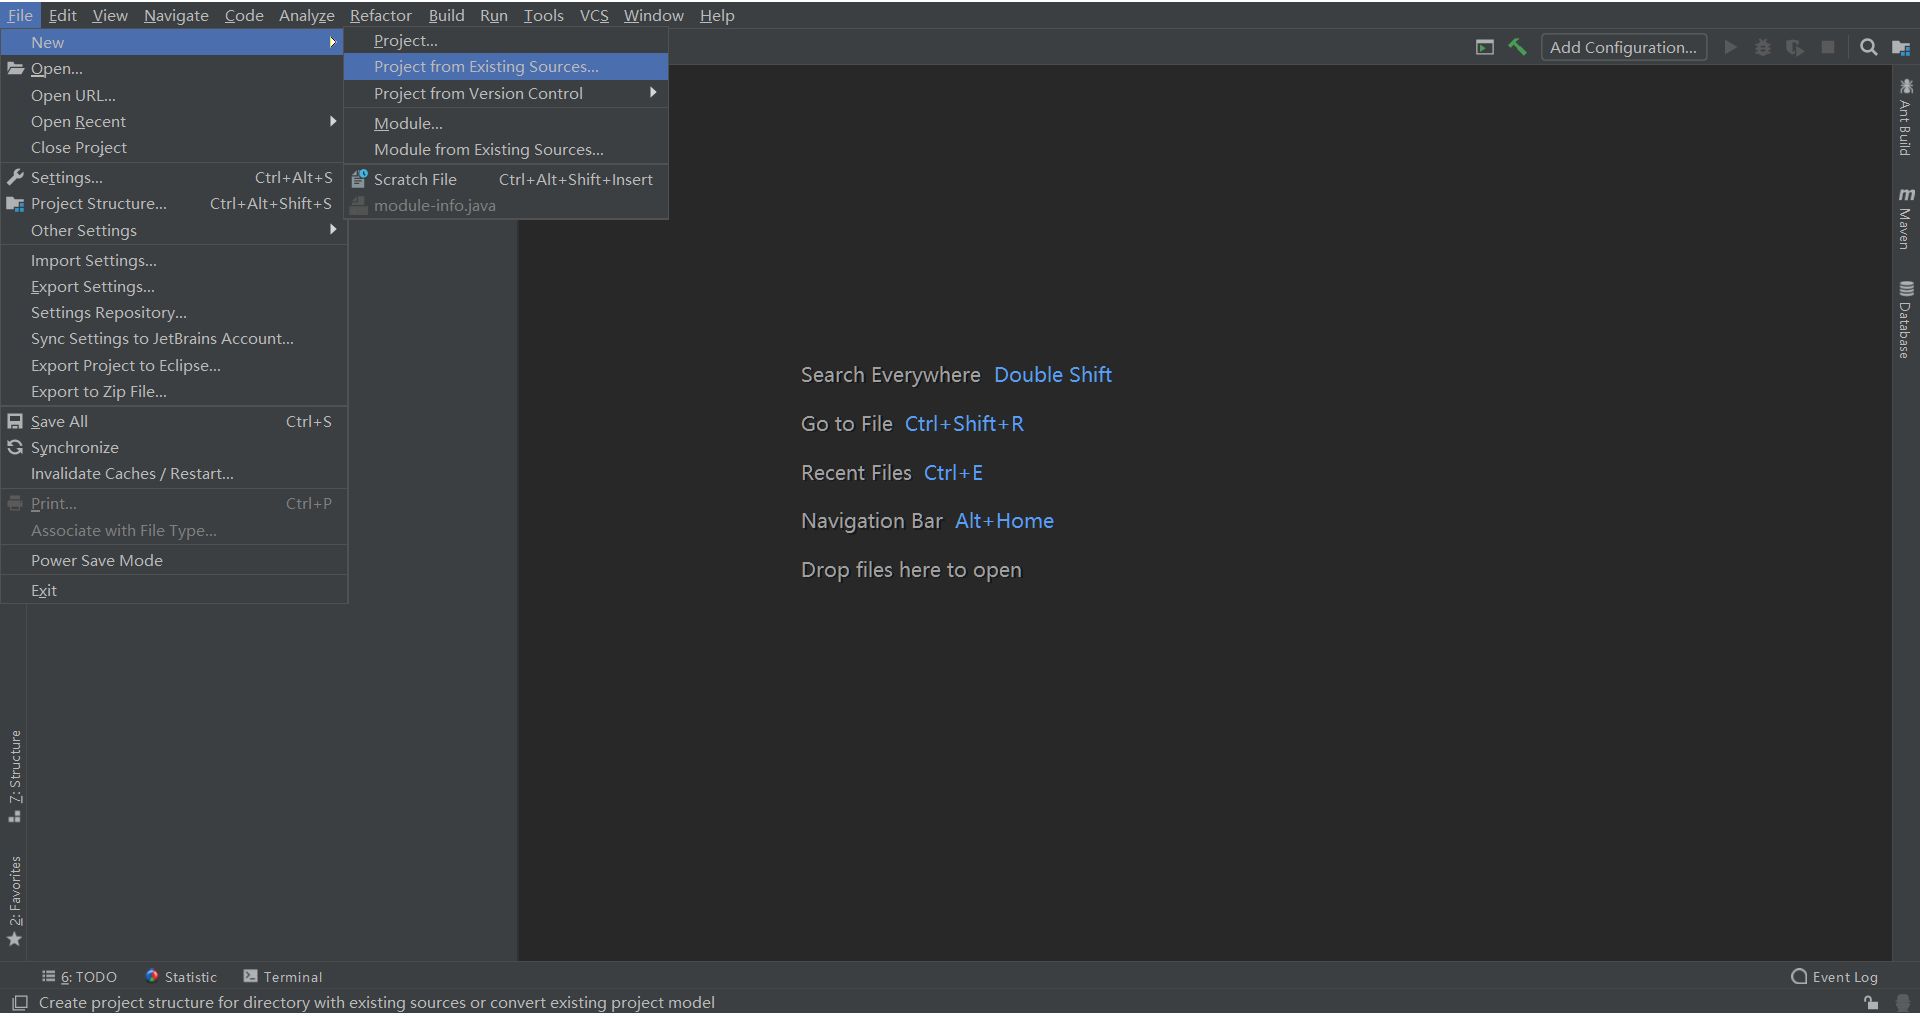 File Edit View Navigate Code Analyze Refactor Build Run Tools VCS Window Help
New
Open...
Open URL...
Open Recent
Close Project
Settings... Ctrl+Alt+S
Project Structure... Ctrl+Alt+Shift+S
Other Settings
Import Settings...
Export Settings...
Settings Repository...
Sync Settings to JetBrains Account...
Export Project to Eclipse...
Export to Zip File...
Save All Ctrl+S
Synchronize
Invalidate Caches / Restart...
Print... Ctrl+P
Associate with File Type...
Power Save Mode
Exit
Project...
Project from Existing Sources...
Project from Version Control
Module...
Module from Existing Sources...
Scratch File Ctrl+Alt+Shift+Insert
module-info.java
Add Configuration...
Search Everywhere Double Shift
Go to File Ctrl+Shift+R
Recent Files Ctrl+E
Navigation Bar Alt+Home
Drop files here to open
Ant Build
m Maven
Database
7: Structure
2: Favorites
6: TODO Statistic Terminal Event Log
Create project structure for directory with existing sources or convert existing project model